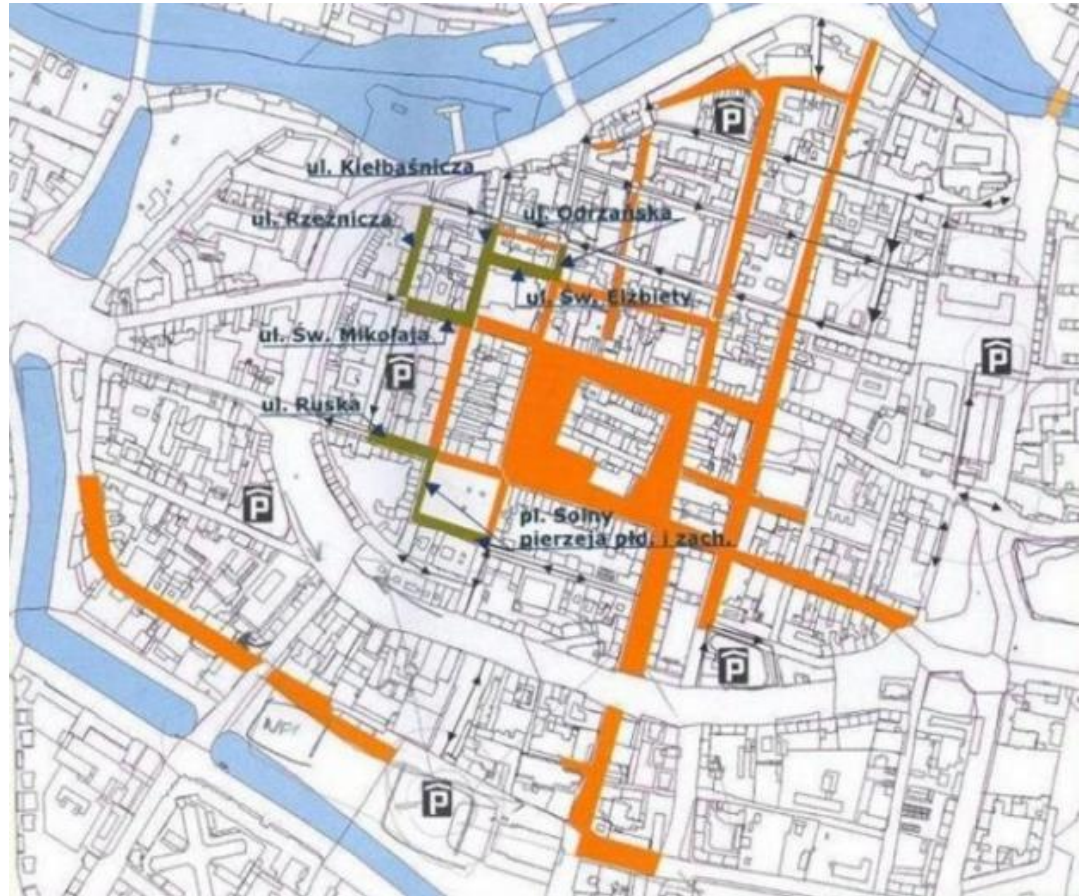 P
ul. Kiełbaśnicza
ul. Rzeźnicza
ul. Odrzańska
ul. Św. Elżbiety
ul. Św. Mikołaja
P
P
ul. Ruska
P
pl. Solny
pierzeja płd. i zach.
P
P